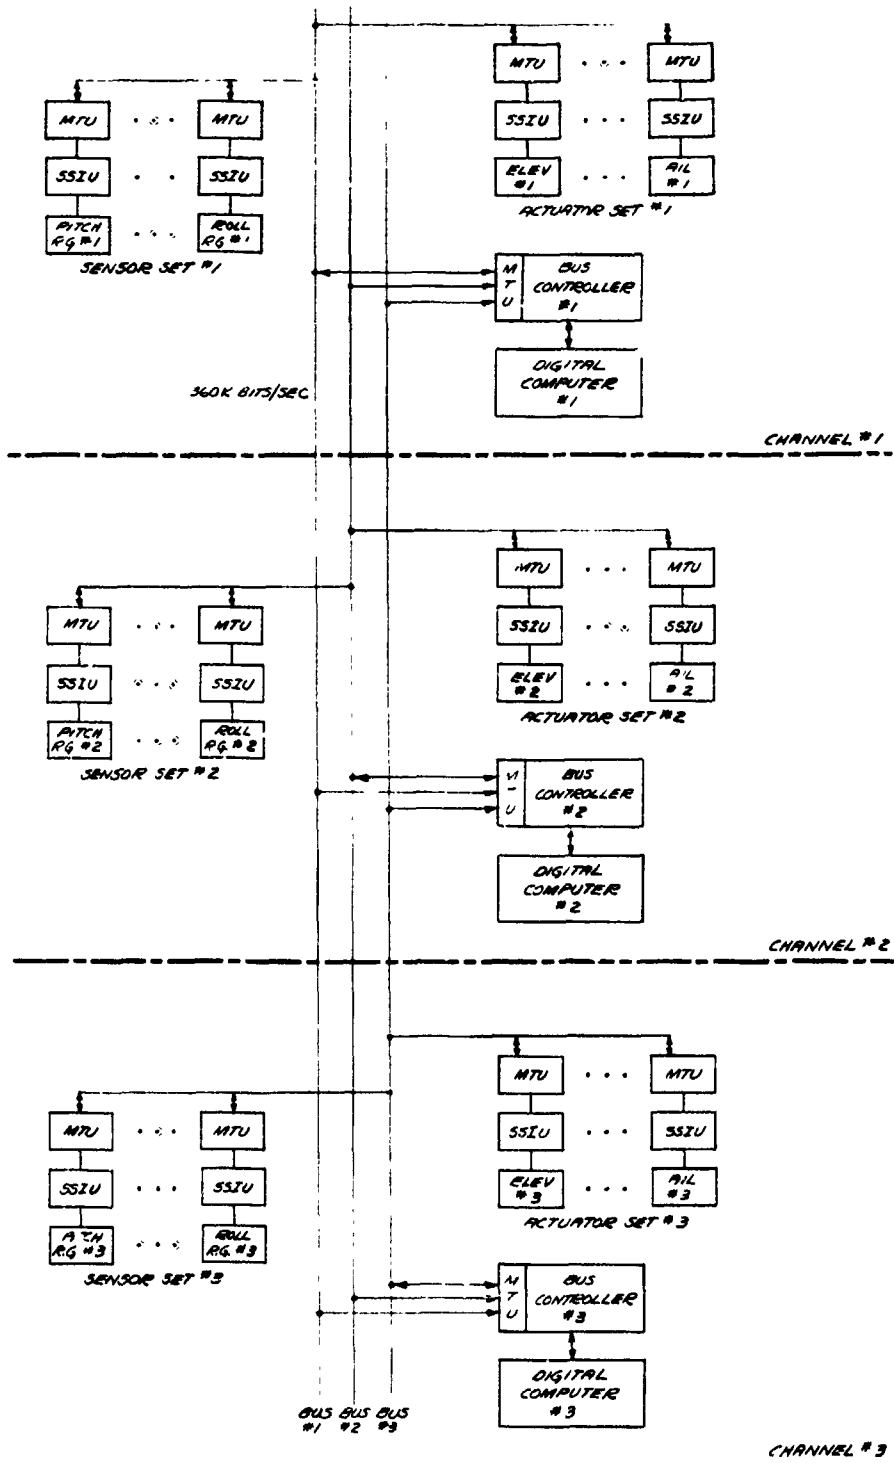 MTU MTU
MTU MTU
SSIU SSIU
SSIU SSIU
ELEV #1
AIL #1
ACTUATOR SET #1
PITCH RG #1
ROLL RG #1
SENSOR SET #1
M T U
BUS CONTROLLER #1
DIGITAL COMPUTER #1
360K BITS/SEC
CHANNEL #1
MTU MTU
MTU MTU
SSIU SSIU
SSIU SSIU
ELEV #2
AIL #2
ACTUATOR SET #2
PITCH RG #2
ROLL RG #2
SENSOR SET #2
M T U
BUS CONTROLLER #2
DIGITAL COMPUTER #2
CHANNEL #2
MTU MTU
MTU MTU
SSIU SSIU
SSIU SSIU
ELEV #3
AIL #3
ACTUATOR SET #3
PITCH RG #3
ROLL RG #3
SENSOR SET #3
M T U
BUS CONTROLLER #3
DIGITAL COMPUTER #3
BUS #1
BUS #2
BUS #3
CHANNEL #3